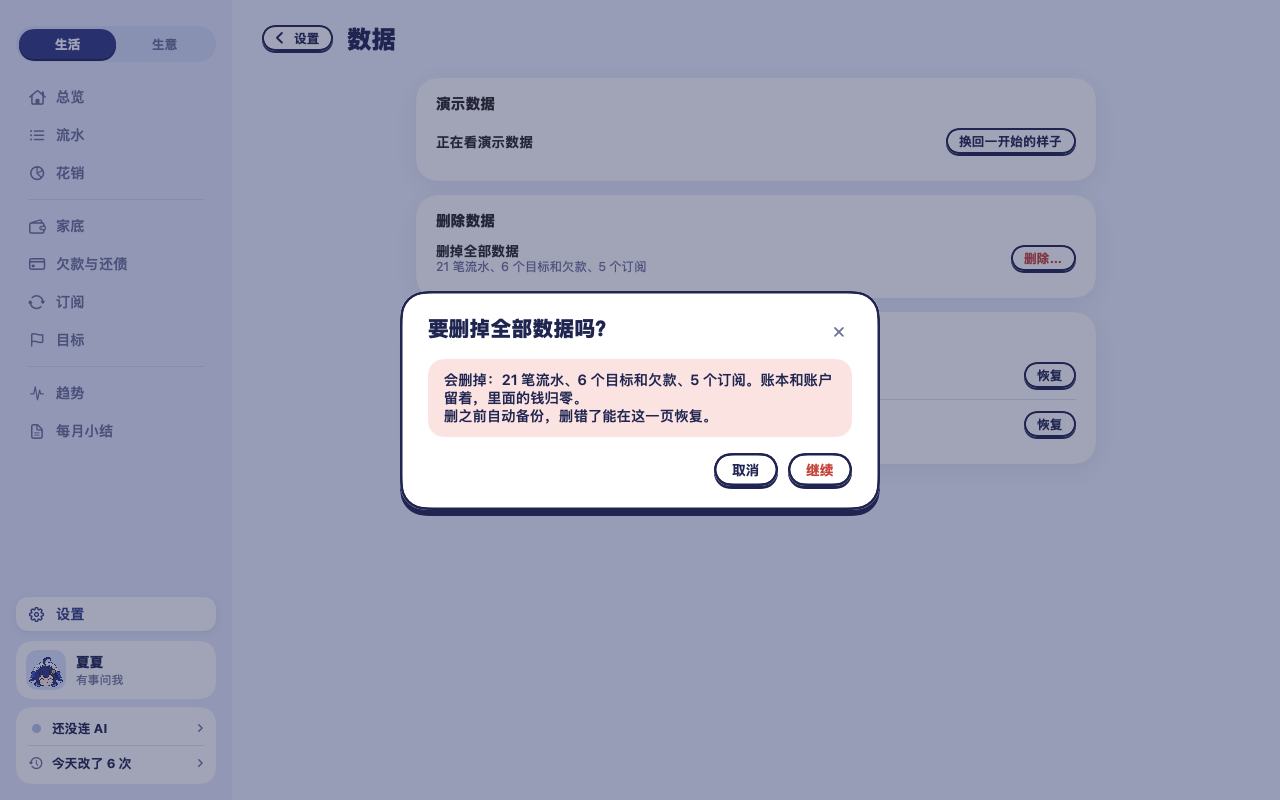 生活
生意
总览
流水
花销
家底
欠款与还债
订阅
目标
趋势
每月小结
设置
夏夏
有事问我
还没连 AI
今天改了 6 次
设置
数据
演示数据
正在看演示数据
换回一开始的样子
删除数据
删掉全部数据
21 笔流水、6 个目标和欠款、5 个订阅
删除...
恢复
恢复
要删掉全部数据吗?
会删掉：21 笔流水、6 个目标和欠款、5 个订阅。账本和账户
留着，里面的钱归零。
删之前自动备份，删错了能在这一页恢复。
取消
继续